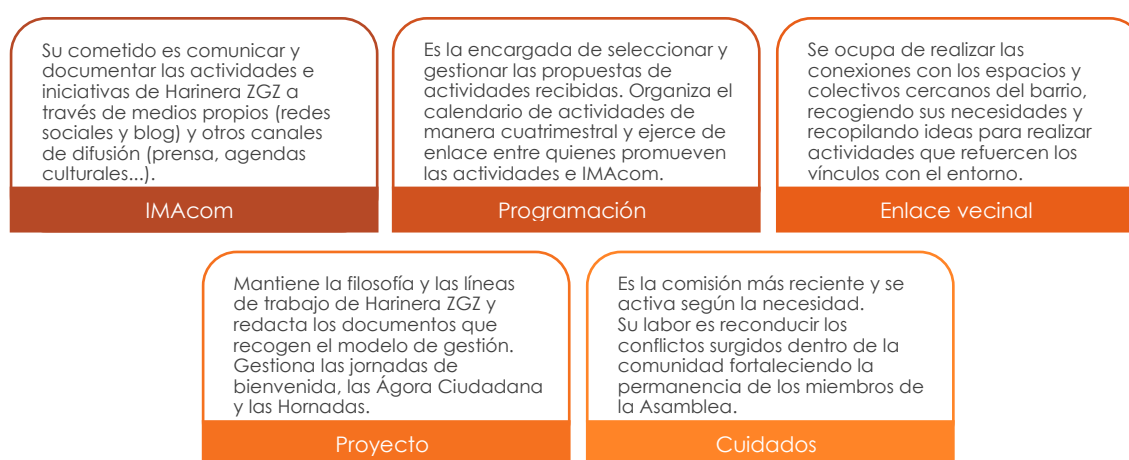 Su cometido es comunicar y
documentar las actividades e
iniciativas de Harinera ZGZ a
través de medios propios (redes
sociales y blog) y otros canales
de difusión (prensa, agendas
culturales...).
IMAcom
Es la encargada de seleccionar y
gestionar las propuestas de
actividades recibidas. Organiza el
calendario de actividades de
manera cuatrimestral y ejerce de
enlace entre quienes promueven
las actividades e IMAcom.
Programación
Se ocupa de realizar las
conexiones con los espacios y
colectivos cercanos del barrio,
recogiendo sus necesidades y
recopilando ideas para realizar
actividades que refuercen los
vínculos con el entorno.
Enlace vecinal
Mantiene la filosofía y las líneas
de trabajo de Harinera ZGZ y
redacta los documentos que
recogen el modelo de gestión.
Gestiona las jornadas de
bienvenida, las Ágora Ciudadana
y las Hornadas.
Proyecto
Es la comisión más reciente y se
activa según la necesidad.
Su labor es reconducir los
conflictos surgidos dentro de la
comunidad fortaleciendo la
permanencia de los miembros de
la Asamblea.
Cuidados